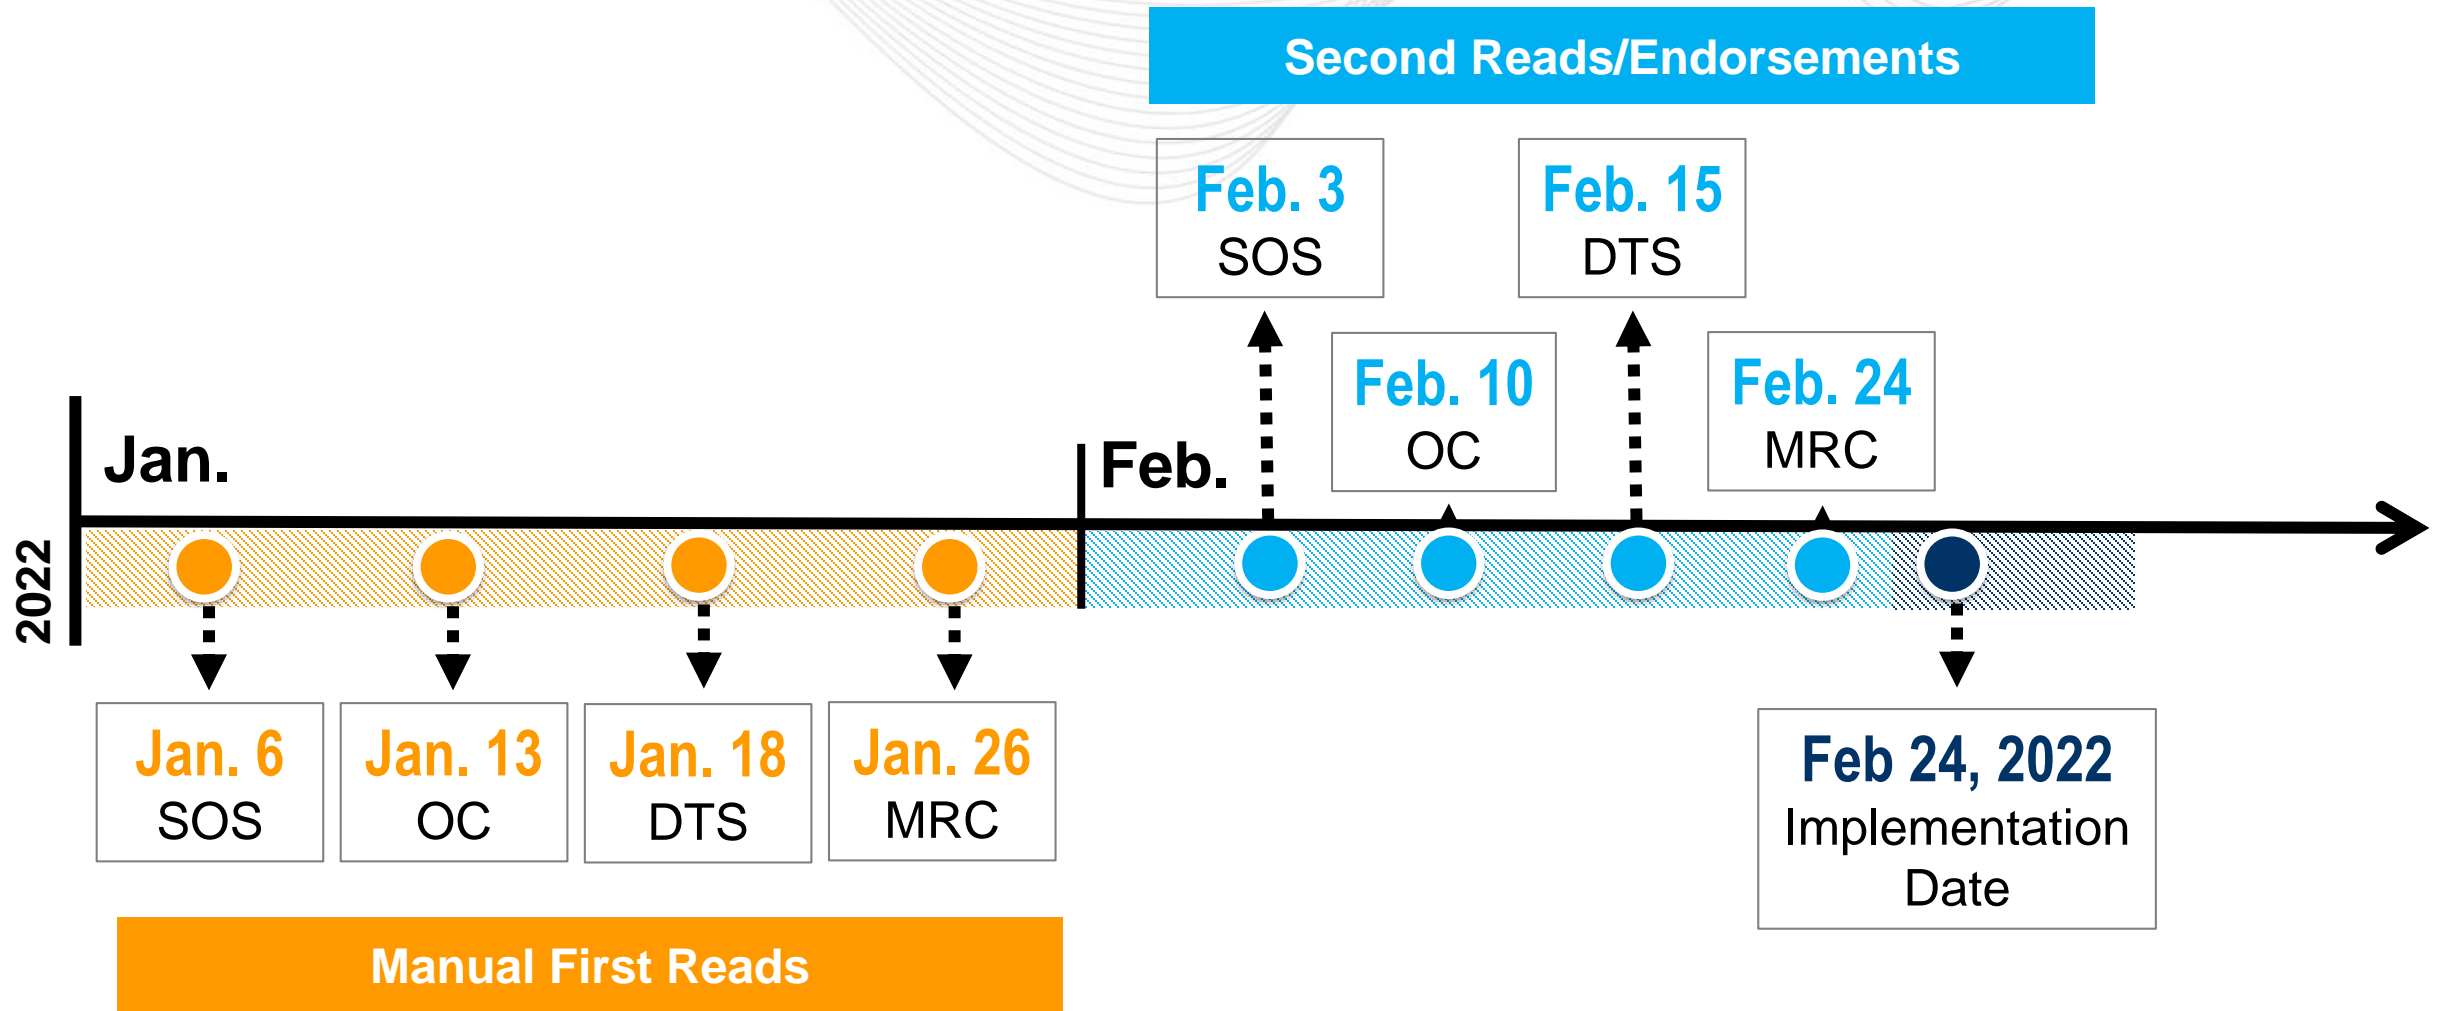 Second Reads/Endorsements
Feb. 3
SOS
Feb. 15
DTS
Feb. 10
OC
Feb. 24
MRC
Jan.
Feb.
2022
Jan. 6
SOS
Jan. 13
OC
Jan. 18
DTS
Jan. 26
MRC
Feb 24, 2022
Implementation
Date
Manual First Reads